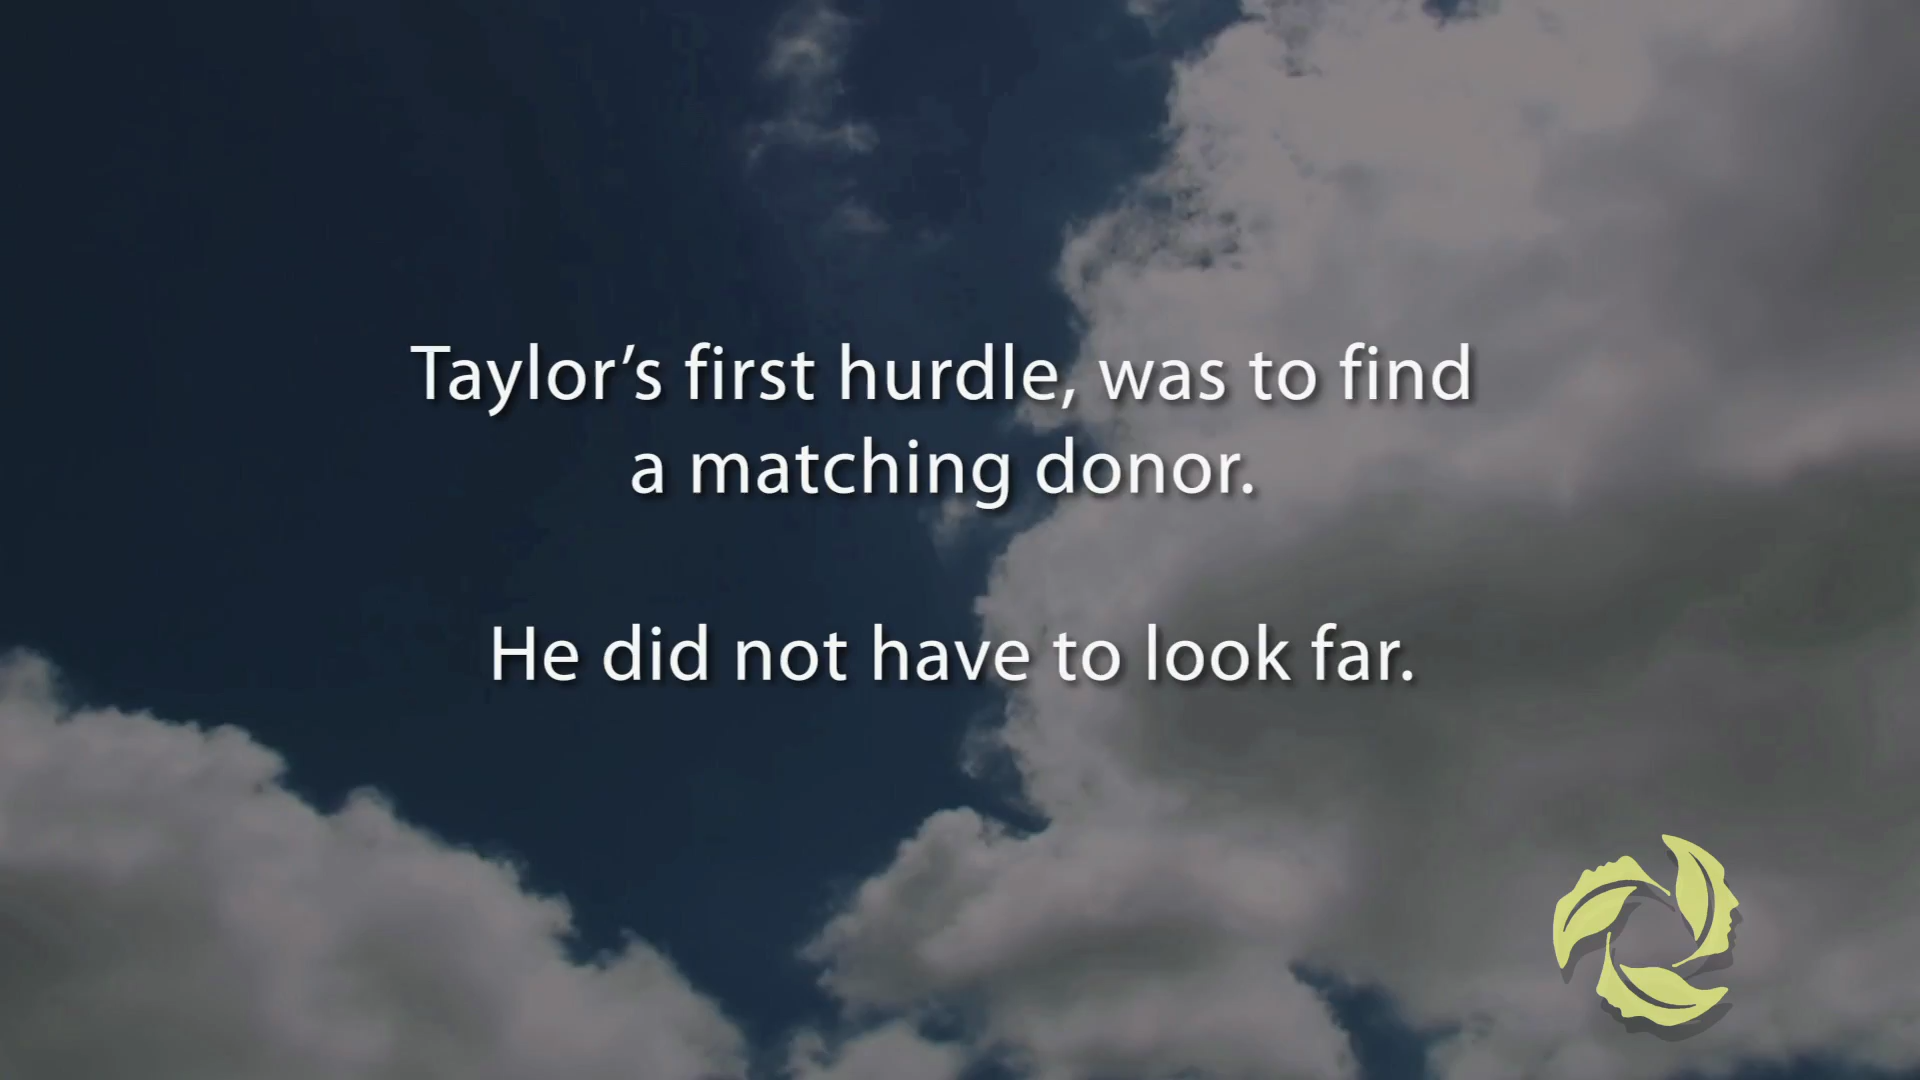 Taylor’s first hurdle, was to find
a matching donor.
He did not have to look far.